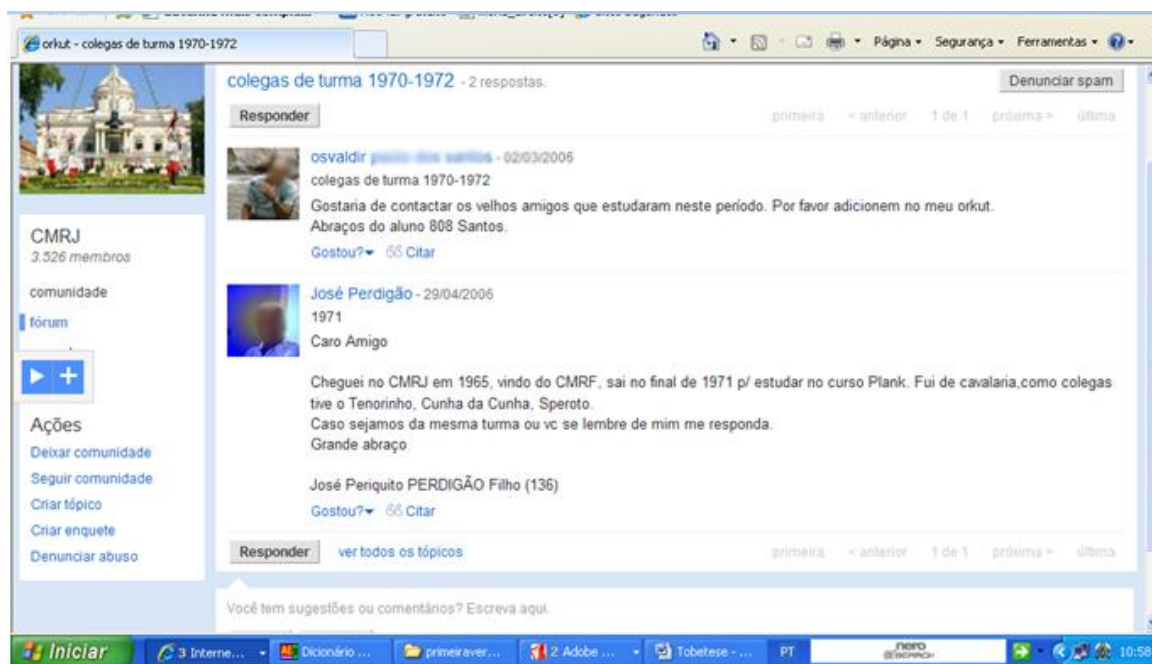 orkut - colegas de turma 1970-1972
Página
Segurança
Ferramentas
colegas de turma 1970-1972 - 2 respostas.
Denunciar spam
Responder
primeira < anterior 1 de 1 próxima > última
osvaldir - 02/03/2006
colegas de turma 1970-1972
Gostaria de contactar os velhos amigos que estudaram neste período. Por favor adicionem no meu orkut.
Abraços do aluno 808 Santos.
Gostou? Citar
CMRJ
3.526 membros
comunidade
fórum
Ações
Deixar comunidade
Seguir comunidade
Criar tópico
Criar enquete
Denunciar abuso
José Perdigão - 29/04/2006
1971
Caro Amigo
Cheguei no CMRJ em 1965, vindo do CMRF, sai no final de 1971 p/ estudar no curso Plank. Fui de cavalaria,como colegas
tive o Tenorinho, Cunha da Cunha, Speroto.
Caso sejamos da mesma turma ou vc se lembre de mim me responda.
Grande abraço
José Periquito PERDIGÃO Filho (136)
Gostou? Citar
Responder ver todos os tópicos
primeira < anterior 1 de 1 próxima > última
Você tem sugestões ou comentários? Escreva aqui.
Iniciar
3 Interne...
Dicionário ...
primeiraver...
2 Adobe ...
Tobetese - ...
PT
nero
SEARCH
10:58